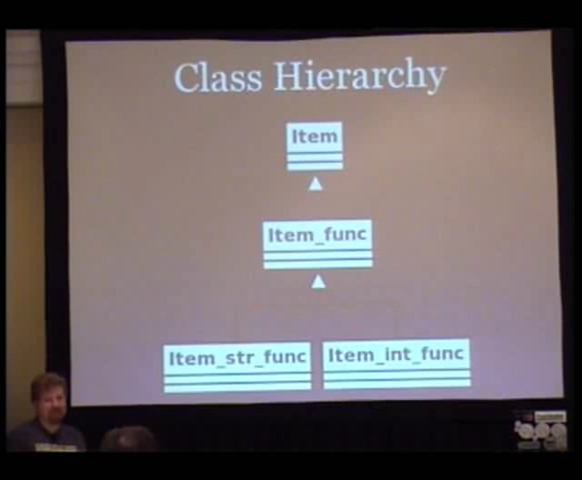 Class Hierarchy
Item
Item_func
Item_str_func
Item_int_func